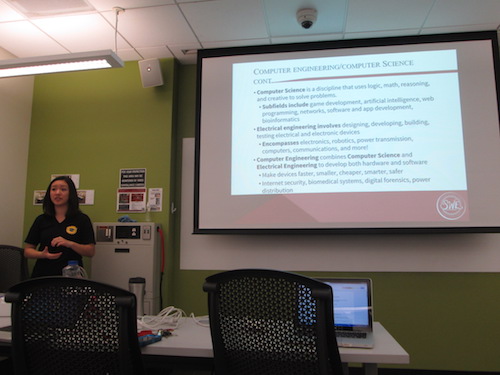 COMPUTER ENGINEERING/COMPUTER SCIENCE
CONT
• Computer Science is a discipline that uses logic, math, reasoning,
and creative to solve problems.
• Subfields include game development, artificial intelligence, web
programming, networks, software and app development,
bioinformatics
• Electrical engineering involves designing, developing, building,
testing electrical and electronic devices
• Encompasses electronics, robotics, power transmission,
computers, communications, and more!
• Computer Engineering combines Computer Science and
Electrical Engineering to develop both hardware and software
• Make devices faster, smaller, cheaper, smarter, safer
• Internet security, biomedical systems, digital forensics, power
distribution